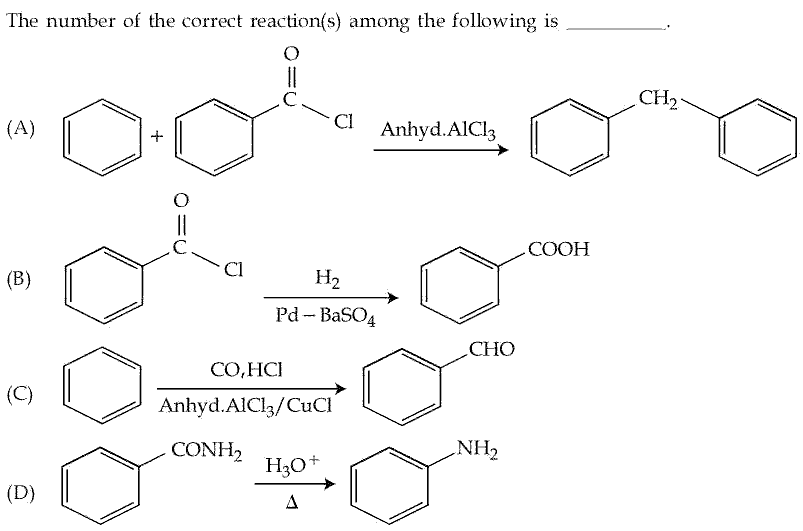 The number of the correct reaction(s) among the following is __________.
O
C
Cl
(A)
+
Anhyd.AlCl₃
CH₂
O
C
Cl
(B)
H₂
Pd – BaSO₄
COOH
(C)
CO,HCl
Anhyd.AlCl₃/CuCl
CHO
(D)
CONH₂
H₃O⁺
Δ
NH₂